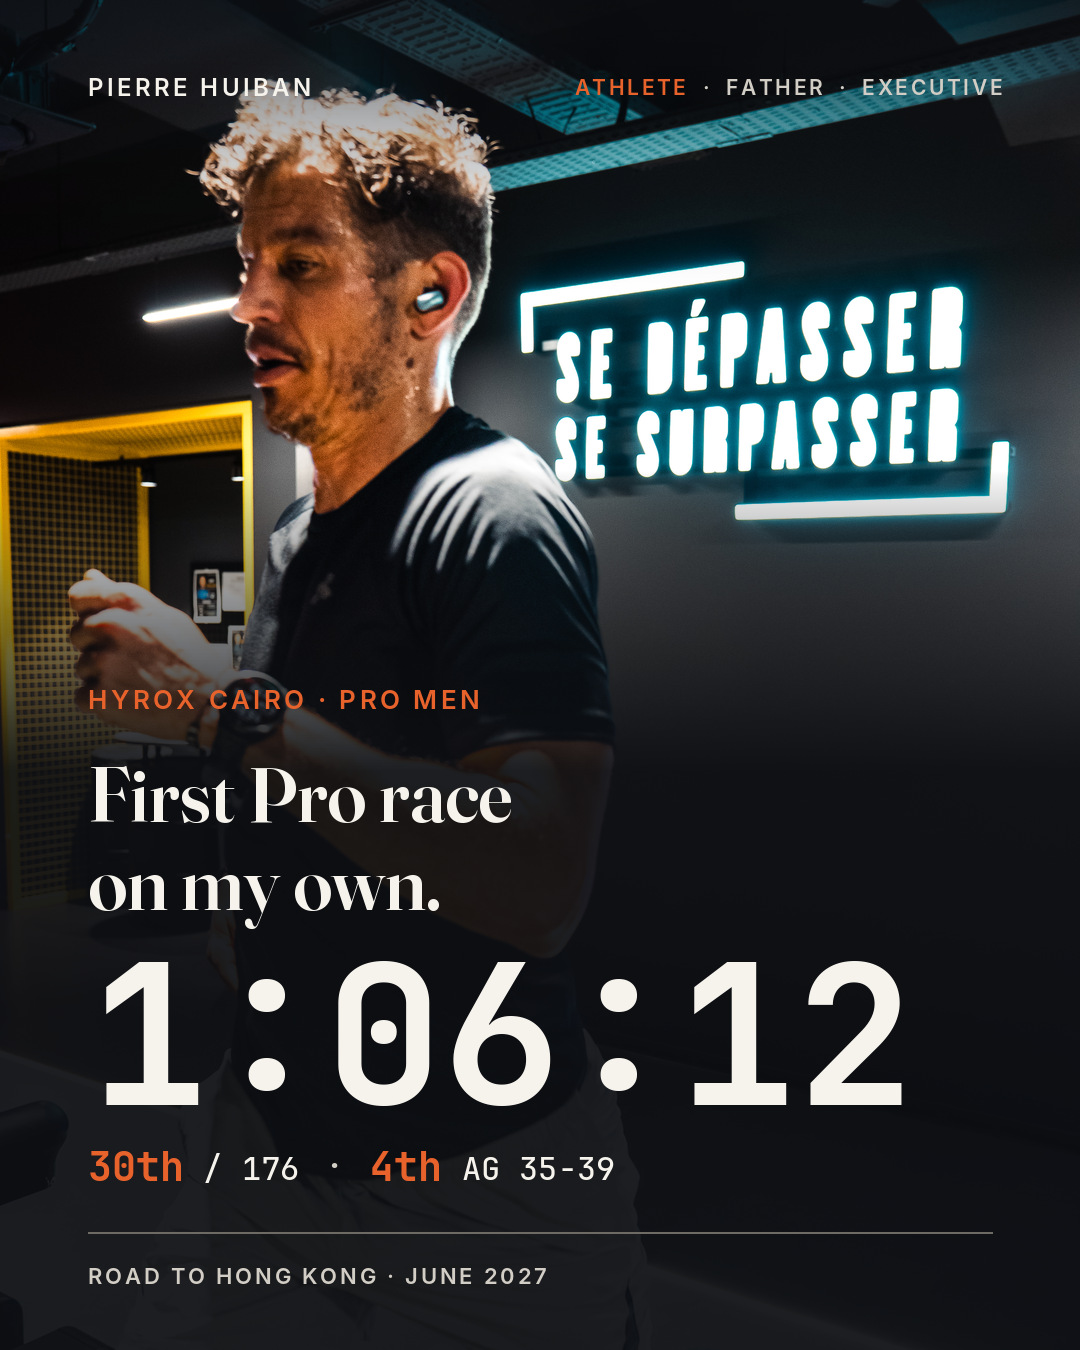 PIERRE HUIBAN
ATHLETE · FATHER · EXECUTIVE
SE DÉPASSER
SE SURPASSER
HYROX CAIRO · PRO MEN
First Pro race
on my own.
1:06:12
30th / 176 · 4th AG 35-39
ROAD TO HONG KONG · JUNE 2027